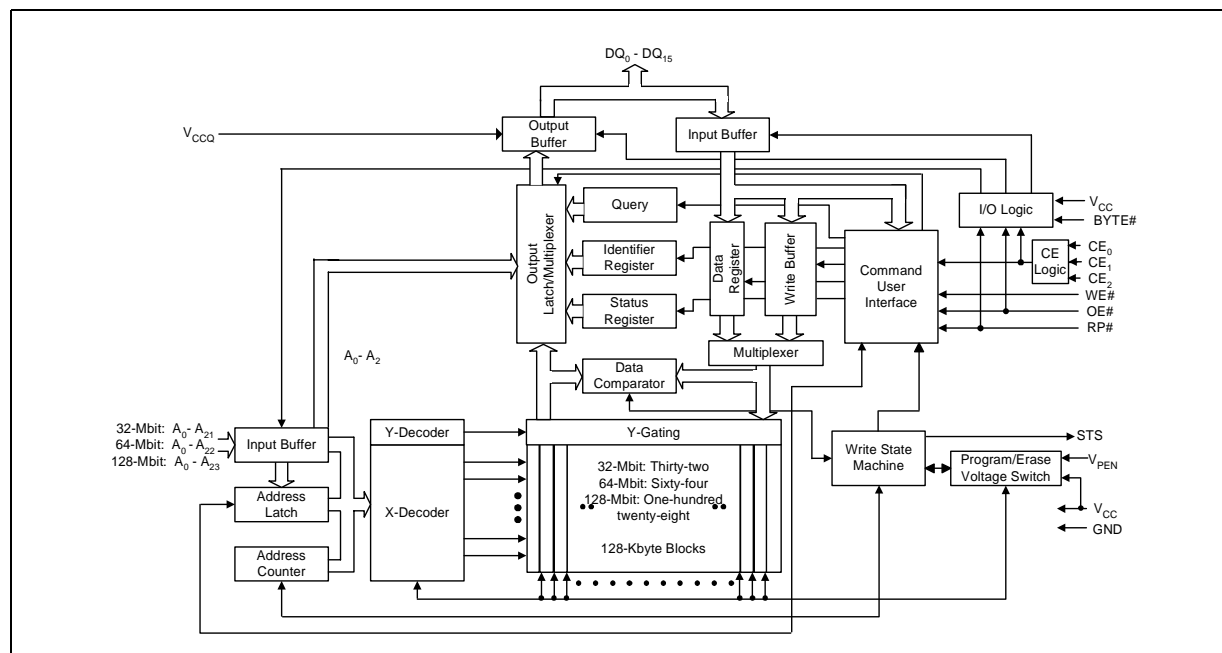 DQ0 - DQ15
VCCQ
Output
Buffer
Input Buffer
Output
Latch/Multiplexer
Query
Identifier
Register
Status
Register
Data
Register
Write Buffer
Command
User
Interface
I/O Logic
VCC
BYTE#
CE
Logic
CE0
CE1
CE2
WE#
OE#
RP#
Multiplexer
Data
Comparator
A0- A2
32-Mbit: A0- A21
64-Mbit: A0 - A22
128-Mbit: A0 - A23
Input Buffer
Address
Latch
Address
Counter
Y-Decoder
X-Decoder
Y-Gating
32-Mbit: Thirty-two
64-Mbit: Sixty-four
128-Mbit: One-hundred
twenty-eight
128-Kbyte Blocks
Write State
Machine
Program/Erase
Voltage Switch
STS
VPEN
VCC
GND